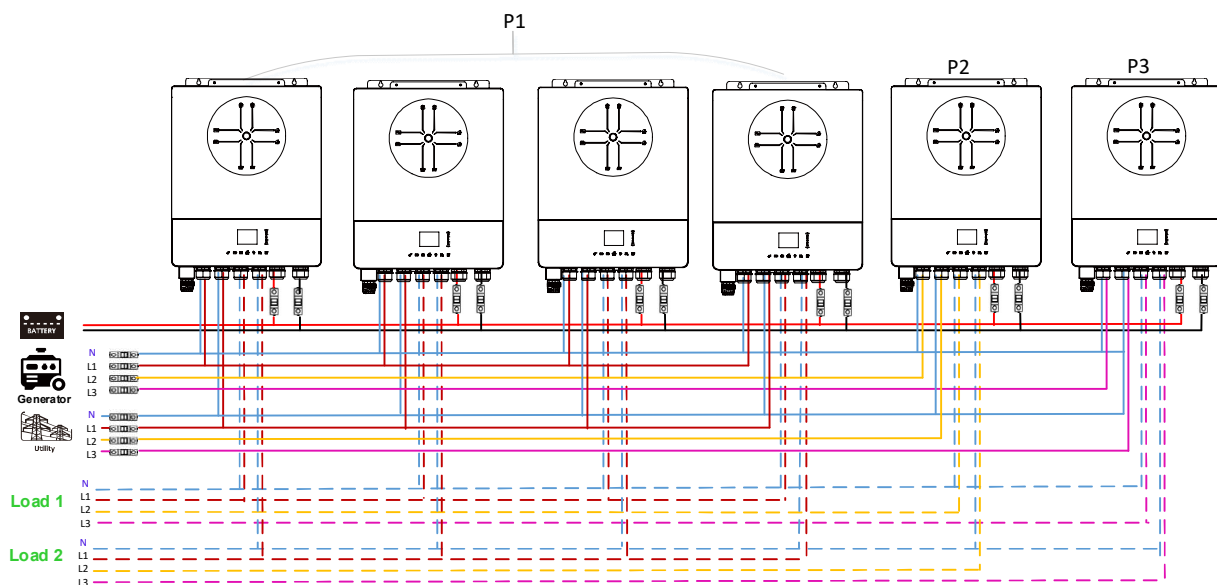 P1
P2
P3
BATTERY
N
L1
L2
L3
Generator
N
L1
L2
L3
Utility
Load 1
N
L1
L2
L3
Load 2
N
L1
L2
L3